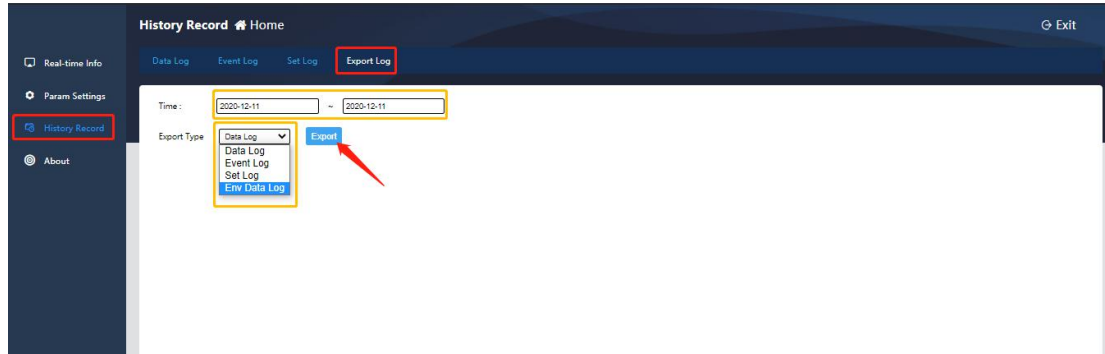 History Record Home
Exit
Real-time Info
Param Settings
History Record
About
Data Log Event Log Set Log Export Log
Time : 2020-12-11 ~ 2020-12-11
Export Type Data Log Export
Data Log
Event Log
Set Log
Env Data Log